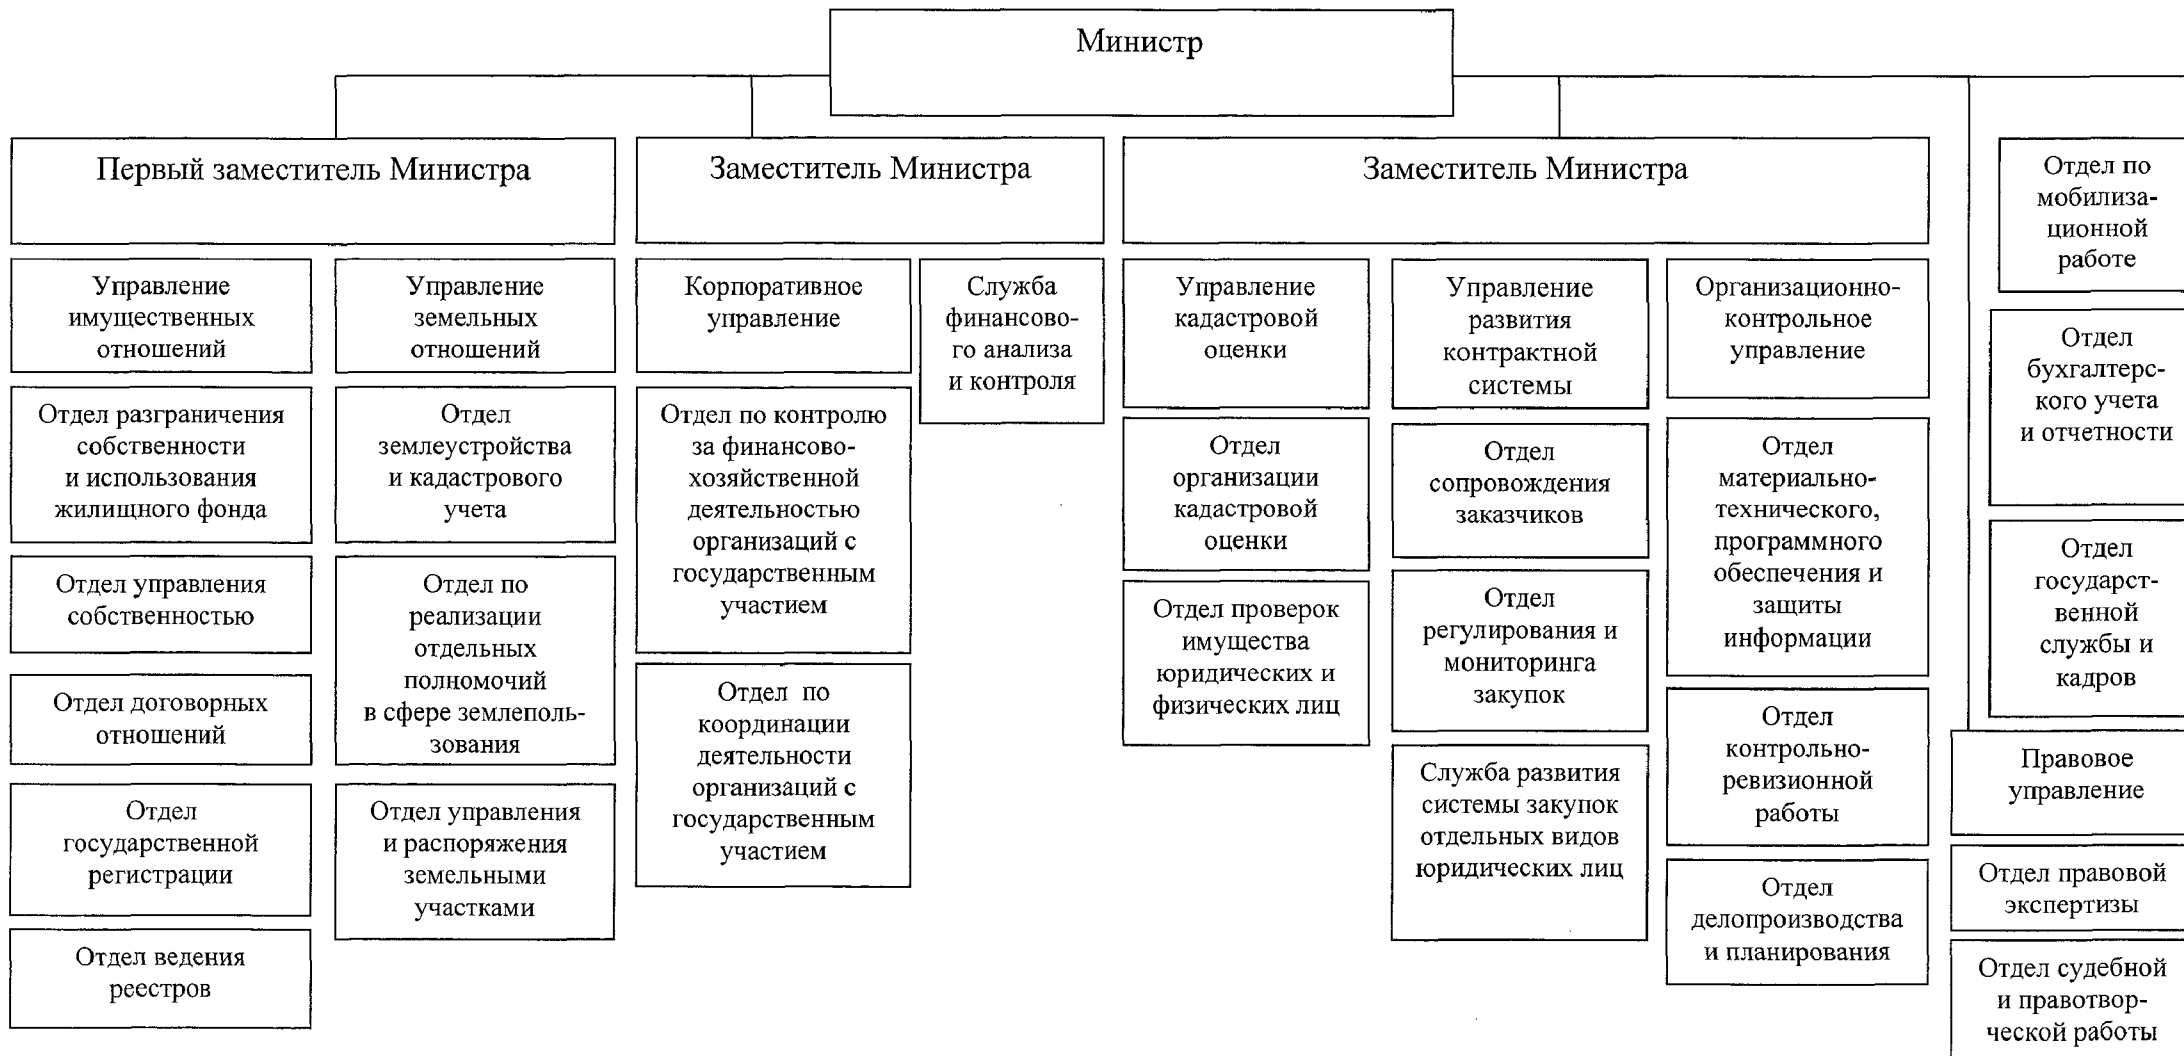 Министр
Первый заместитель Министра
Заместитель Министра
Заместитель Министра
Управление
имущественных
отношений
Отдел разграничения
собственности
и использования
жилищного фонда
Отдел управления
собственностью
Отдел договорных
отношений
Отдел
государственной
регистрации
Отдел ведения
реестров
Управление
земельных
отношений
Отдел
землеустройства
и кадастрового
учета
Отдел по
реализации
отдельных
полномочий
в сфере землеполь-
зования
Отдел управления
и распоряжения
земельными
участками
Корпоративное
управление
Отдел по контролю
за финансово-
хозяйственной
деятельностью
организаций с
государственным
участием
Отдел по
координации
деятельности
организаций с
государственным
участием
Служба
финансово-
го анализа
и контроля
Управление
кадастровой
оценки
Отдел
организации
кадастровой
оценки
Отдел проверок
имущества
юридических и
физических лиц
Управление
развития
контрактной
системы
Отдел
сопровождения
заказчиков
Отдел
регулирования и
мониторинга
закупок
Служба развития
системы закупок
отдельных видов
юридических лиц
Организационно-
контрольное
управление
Отдел
материально-
технического,
программного
обеспечения и
защиты
информации
Отдел
контрольно-
ревизионной
работы
Отдел
делопроизводства
и планирования
Отдел по
мобилиза-
ционной
работе
Отдел
бухгалтерс-
кого учета
и отчетности
Отдел
государст-
венной
службы и
кадров
Правовое
управление
Отдел правовой
экспертизы
Отдел судебной
и правотвор-
ческой работы